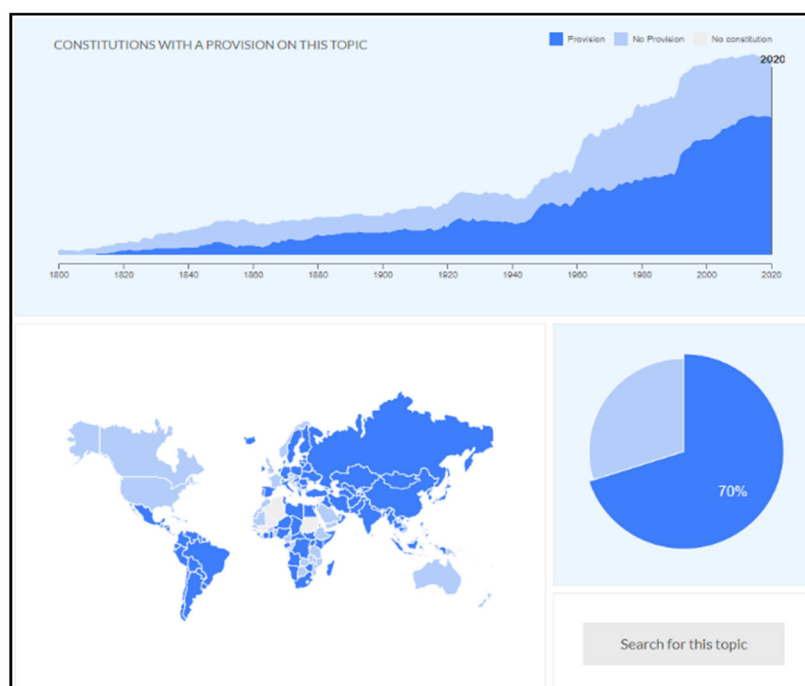 CONSTITUTIONS WITH A PROVISION ON THIS TOPIC
Provision No Provision No constitution
2020
1800 1820 1840 1860 1880 1900 1920 1940 1960 1980 2000 2020
70%
Search for this topic